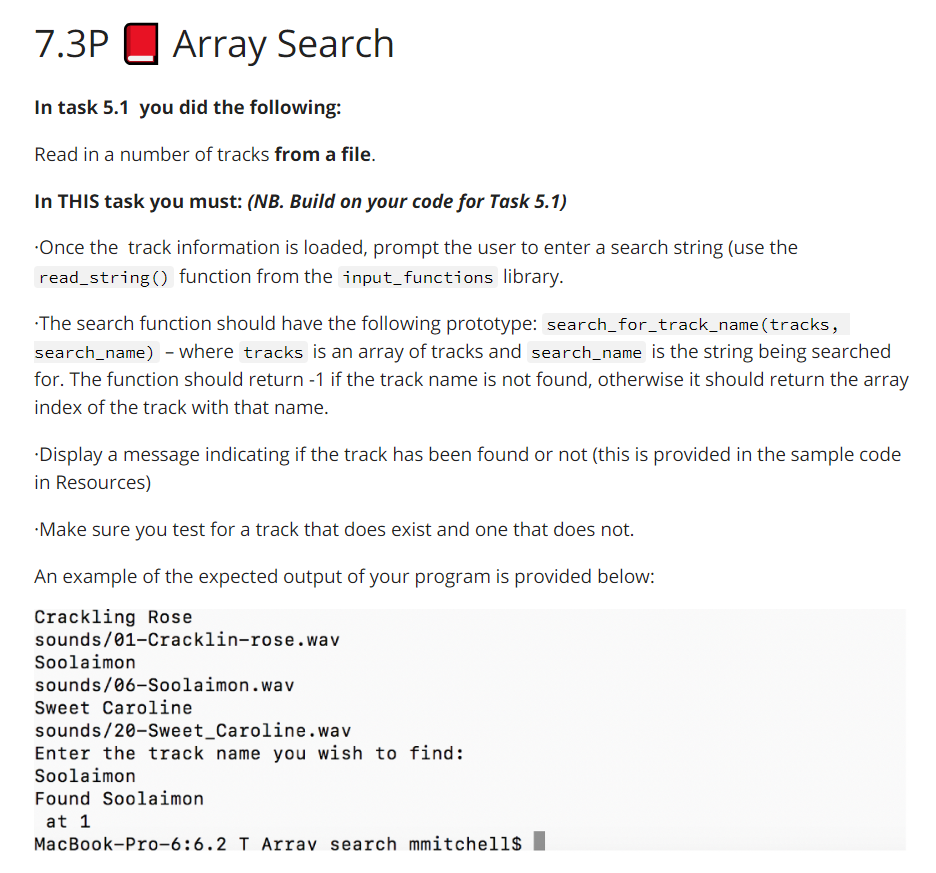 7.3P 📕 Array Search
In task 5.1  you did the following:
Read in a number of tracks from a file.
In THIS task you must: (NB. Build on your code for Task 5.1)
·Once the  track information is loaded, prompt the user to enter a search string (use the
read_string() function from the input_functions library.
·The search function should have the following prototype: search_for_track_name(tracks,
search_name) – where tracks is an array of tracks and search_name is the string being searched
for. The function should return -1 if the track name is not found, otherwise it should return the array
index of the track with that name.
·Display a message indicating if the track has been found or not (this is provided in the sample code
in Resources)
·Make sure you test for a track that does exist and one that does not.
An example of the expected output of your program is provided below:
Crackling Rose
sounds/01-Cracklin-rose.wav
Soolaimon
sounds/06-Soolaimon.wav
Sweet Caroline
sounds/20-Sweet_Caroline.wav
Enter the track name you wish to find:
Soolaimon
Found Soolaimon
 at 1
MacBook-Pro-6:6.2 T Array search mmitchell$